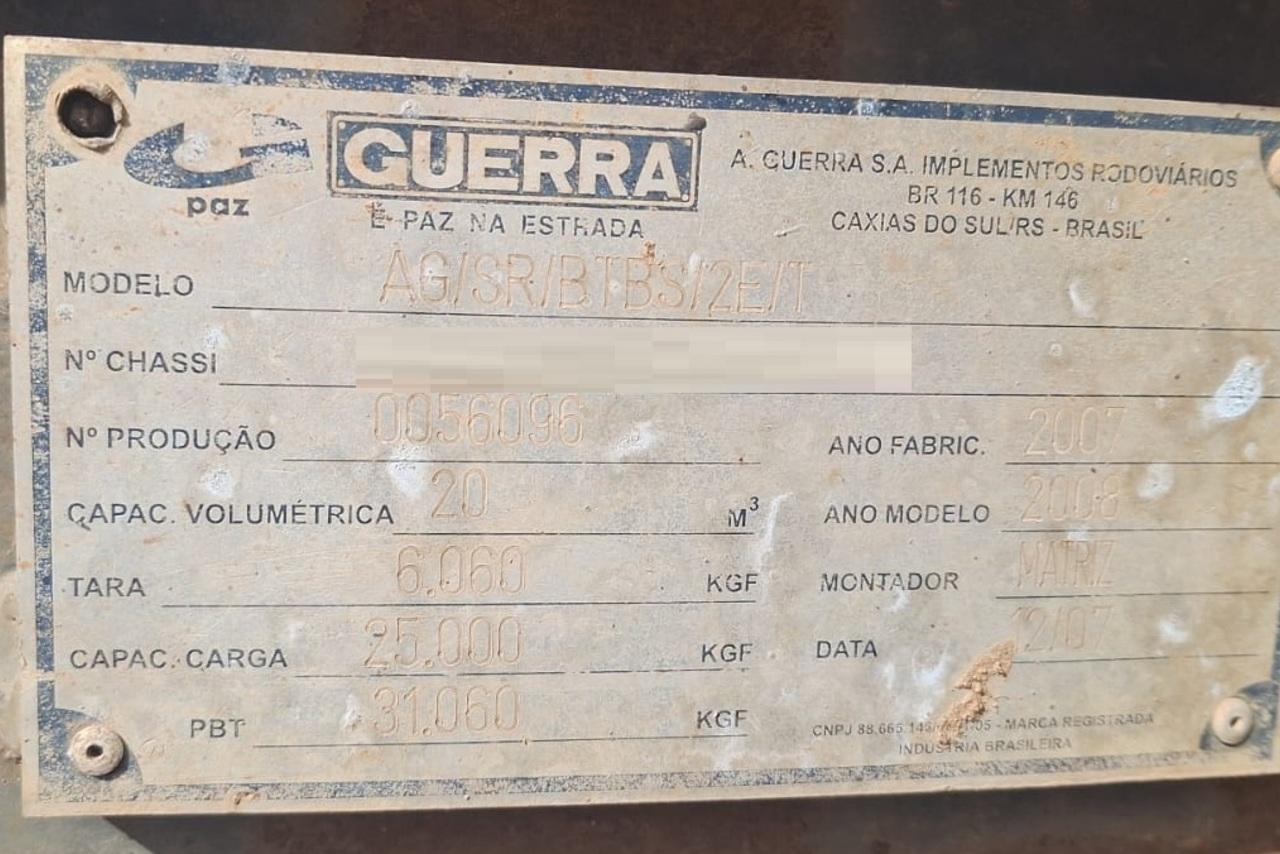 paz
GUERRA
É PAZ NA ESTRADA
A. GUERRA S.A. IMPLEMENTOS RODOVIÁRIOS
BR 116 - KM 146
CAXIAS DO SUL/RS - BRASIL
MODELO AG/SR/BTBS/2E/T
Nº CHASSI
Nº PRODUÇÃO 0056096
ANO FABRIC. 2007
CAPAC. VOLUMÉTRICA 20 M³
ANO MODELO 2008
TARA 6.060 KGF
MONTADOR MATRIZ
CAPAC. CARGA 25.000 KGF
DATA 12/07
PBT 31.060 KGF
CNPJ - MARCA REGISTRADA
INDÚSTRIA BRASILEIRA